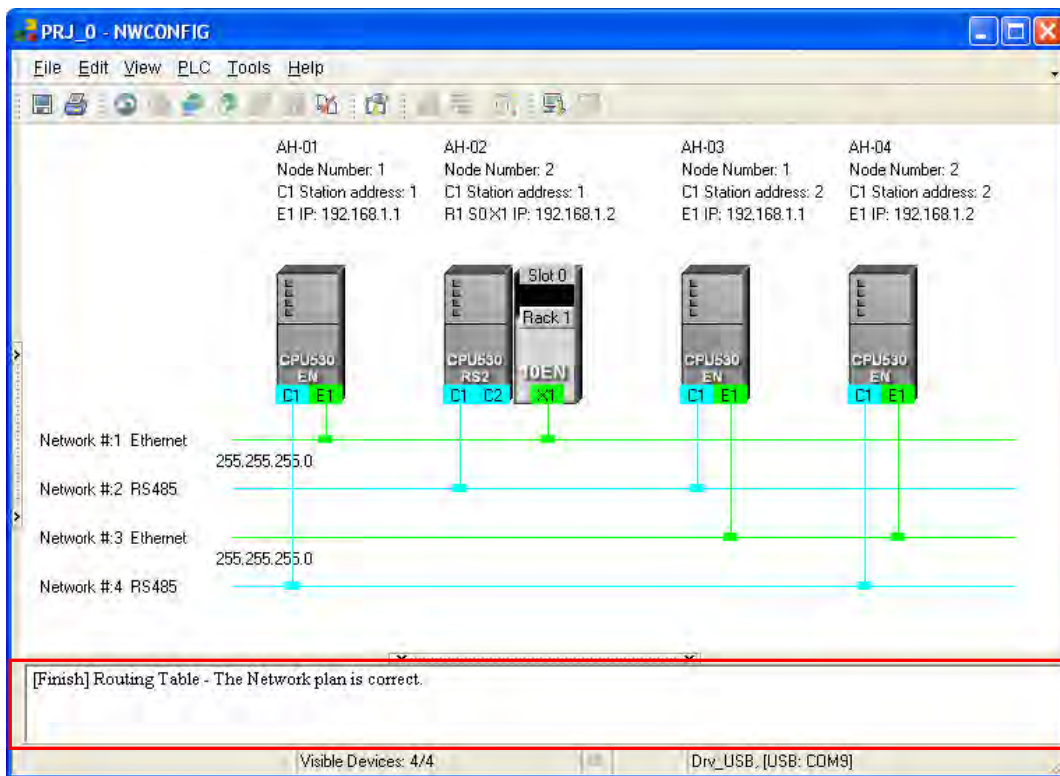 PRJ_0 - NWCONFIG
File Edit View PLC Tools Help
AH-01 AH-02 AH-03 AH-04
Node Number: 1 Node Number: 2 Node Number: 1 Node Number: 2
C1 Station address: 1 C1 Station address: 1 C1 Station address: 2 C1 Station address: 2
E1 IP: 192.168.1.1 R1 S0 X1 IP: 192.168.1.2 E1 IP: 192.168.1.1 E1 IP: 192.168.1.2
Slot 0
Rack 1
CPU530 CPU530 CPU530 CPU530
EN RS2 10EN EN EN
C1 E1 C1 C2 X1 C1 E1 C1 E1
Network #:1 Ethernet
255.255.255.0
Network #:2 RS485
Network #:3 Ethernet
255.255.255.0
Network #:4 RS485
[Finish] Routing Table - The Network plan is correct.
Visible Devices: 4/4 Drv_USB, [USB: COM9]